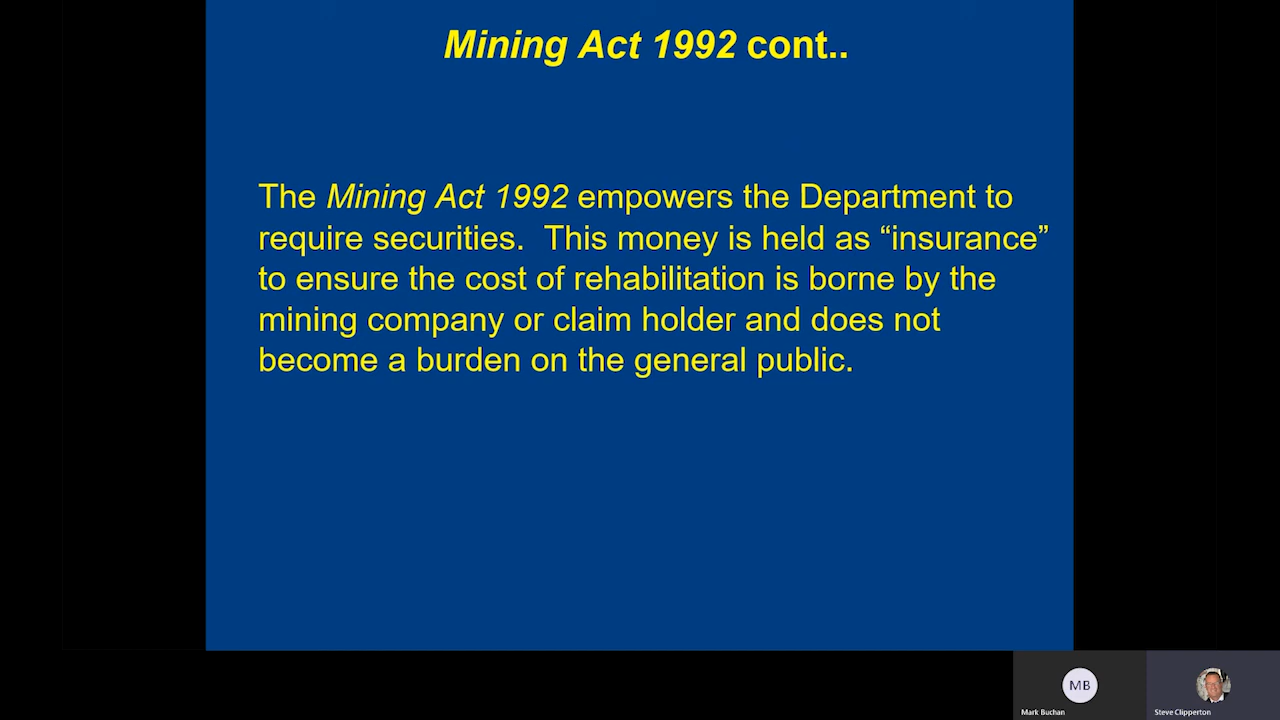 Mining Act 1992 cont..
The Mining Act 1992 empowers the Department to
require securities.  This money is held as “insurance”
to ensure the cost of rehabilitation is borne by the
mining company or claim holder and does not
become a burden on the general public.
MB
Mark Buchan
Steve Clipperton